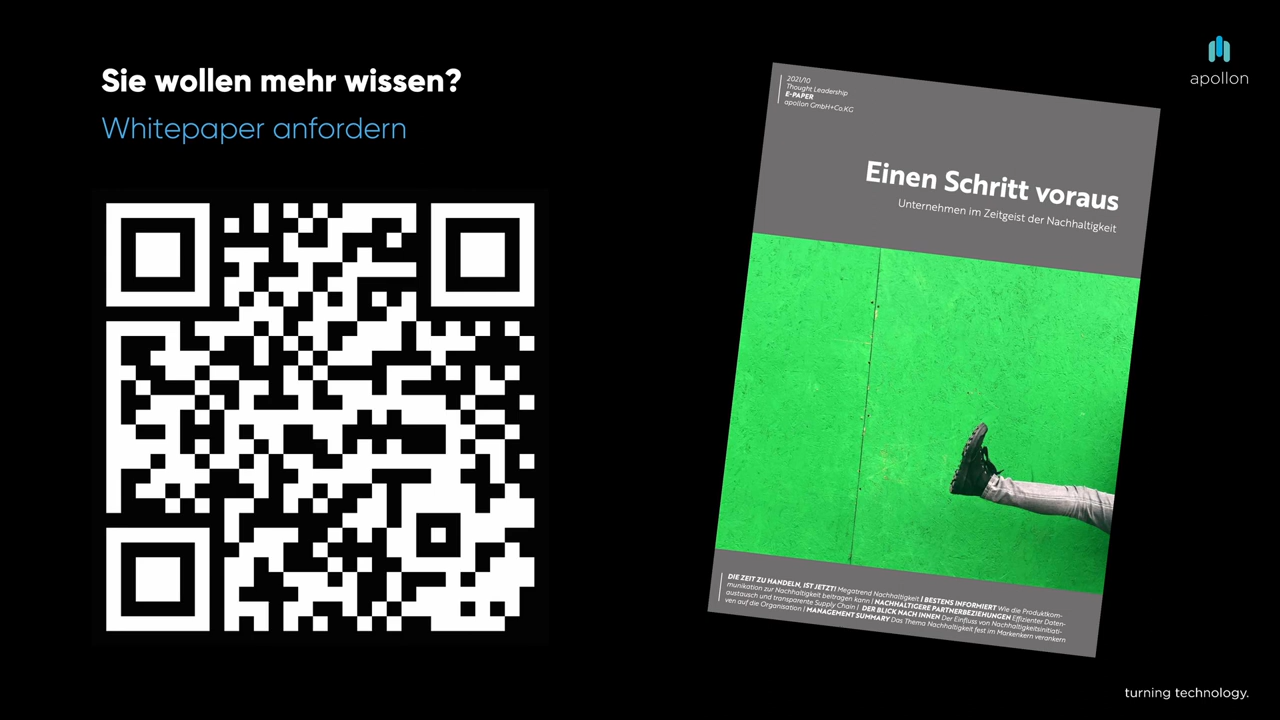 Sie wollen mehr wissen?
Whitepaper anfordern
apollon
2021/10
Thought Leadership
E-PAPER
apollon GmbH+Co.KG
Einen Schritt voraus
Unternehmen im Zeitgeist der Nachhaltigkeit
DIE ZEIT ZU HANDELN, IST JETZT! Megatrend Nachhaltigkeit | BESTENS INFORMIERT Wie die Produktkom-
munikation zur Nachhaltigkeit beitragen kann | NACHHALTIGERE PARTNERBEZIEHUNGEN Effizienter Daten-
austausch und transparente Supply Chain | DER BLICK NACH INNEN Der Einfluss von Nachhaltigkeitsinitiati-
ven auf die Organisation | MANAGEMENT SUMMARY Das Thema Nachhaltigkeit fest im Markenkern verankern
turning technology.